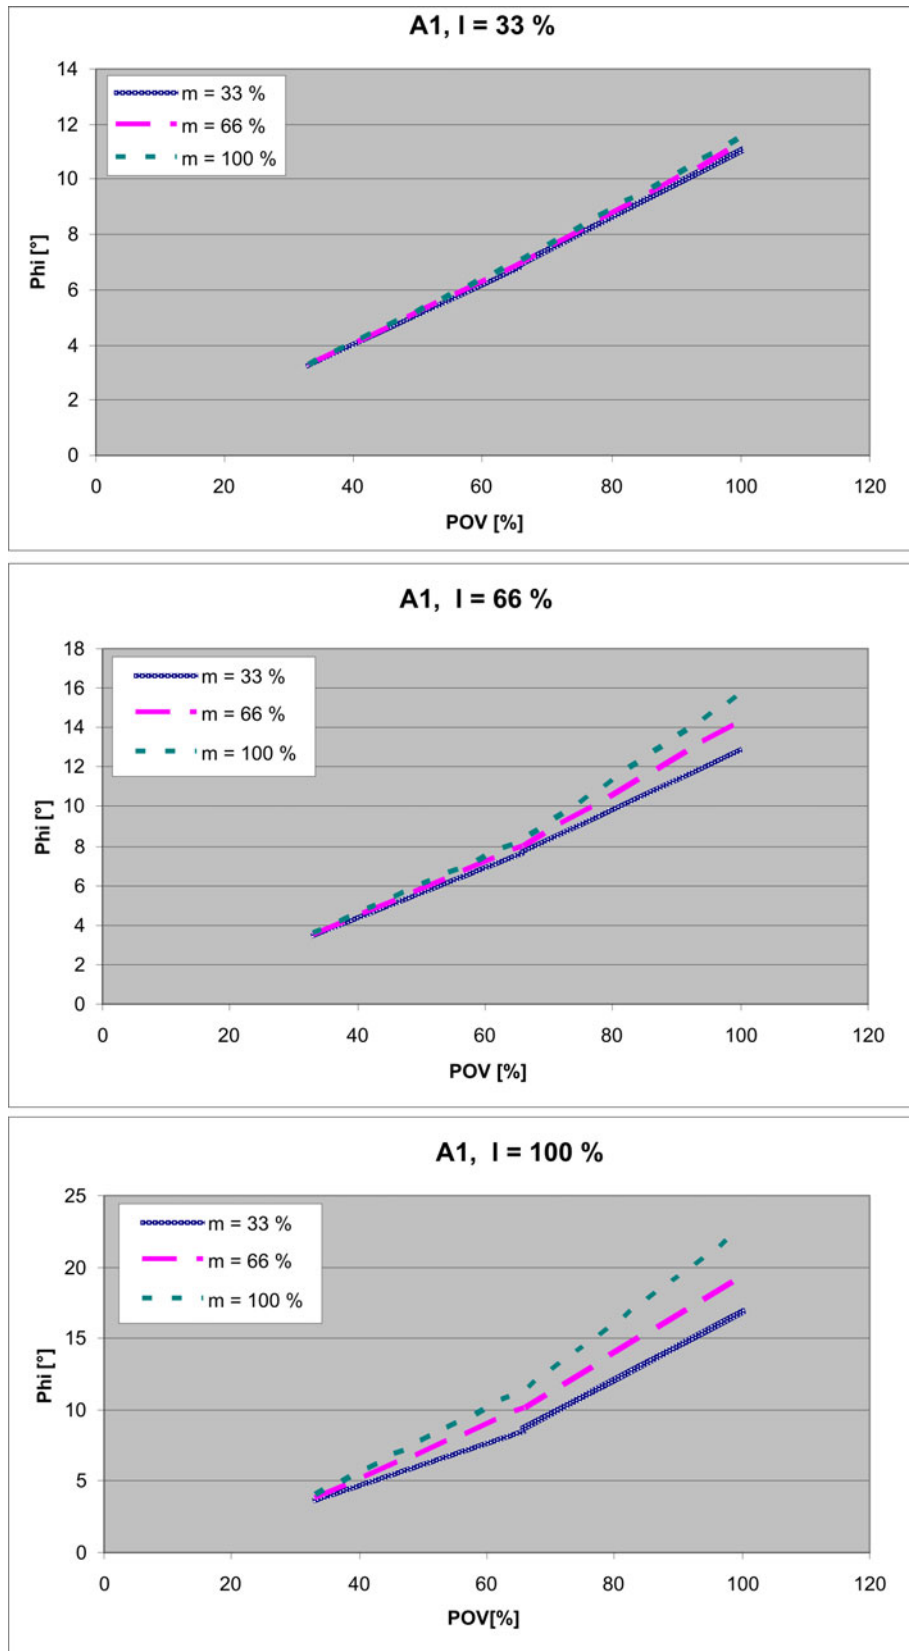 A1, I = 33 %
14
12
10
8
6
4
2
0
Phi [°]
m = 33 %
m = 66 %
m = 100 %
0 20 40 60 80 100 120
POV [%]
A1, I = 66 %
18
16
14
12
10
8
6
4
2
0
Phi [°]
m = 33 %
m = 66 %
m = 100 %
0 20 40 60 80 100 120
POV [%]
A1, I = 100 %
25
20
15
10
5
0
Phi [°]
m = 33 %
m = 66 %
m = 100 %
0 20 40 60 80 100 120
POV[%]